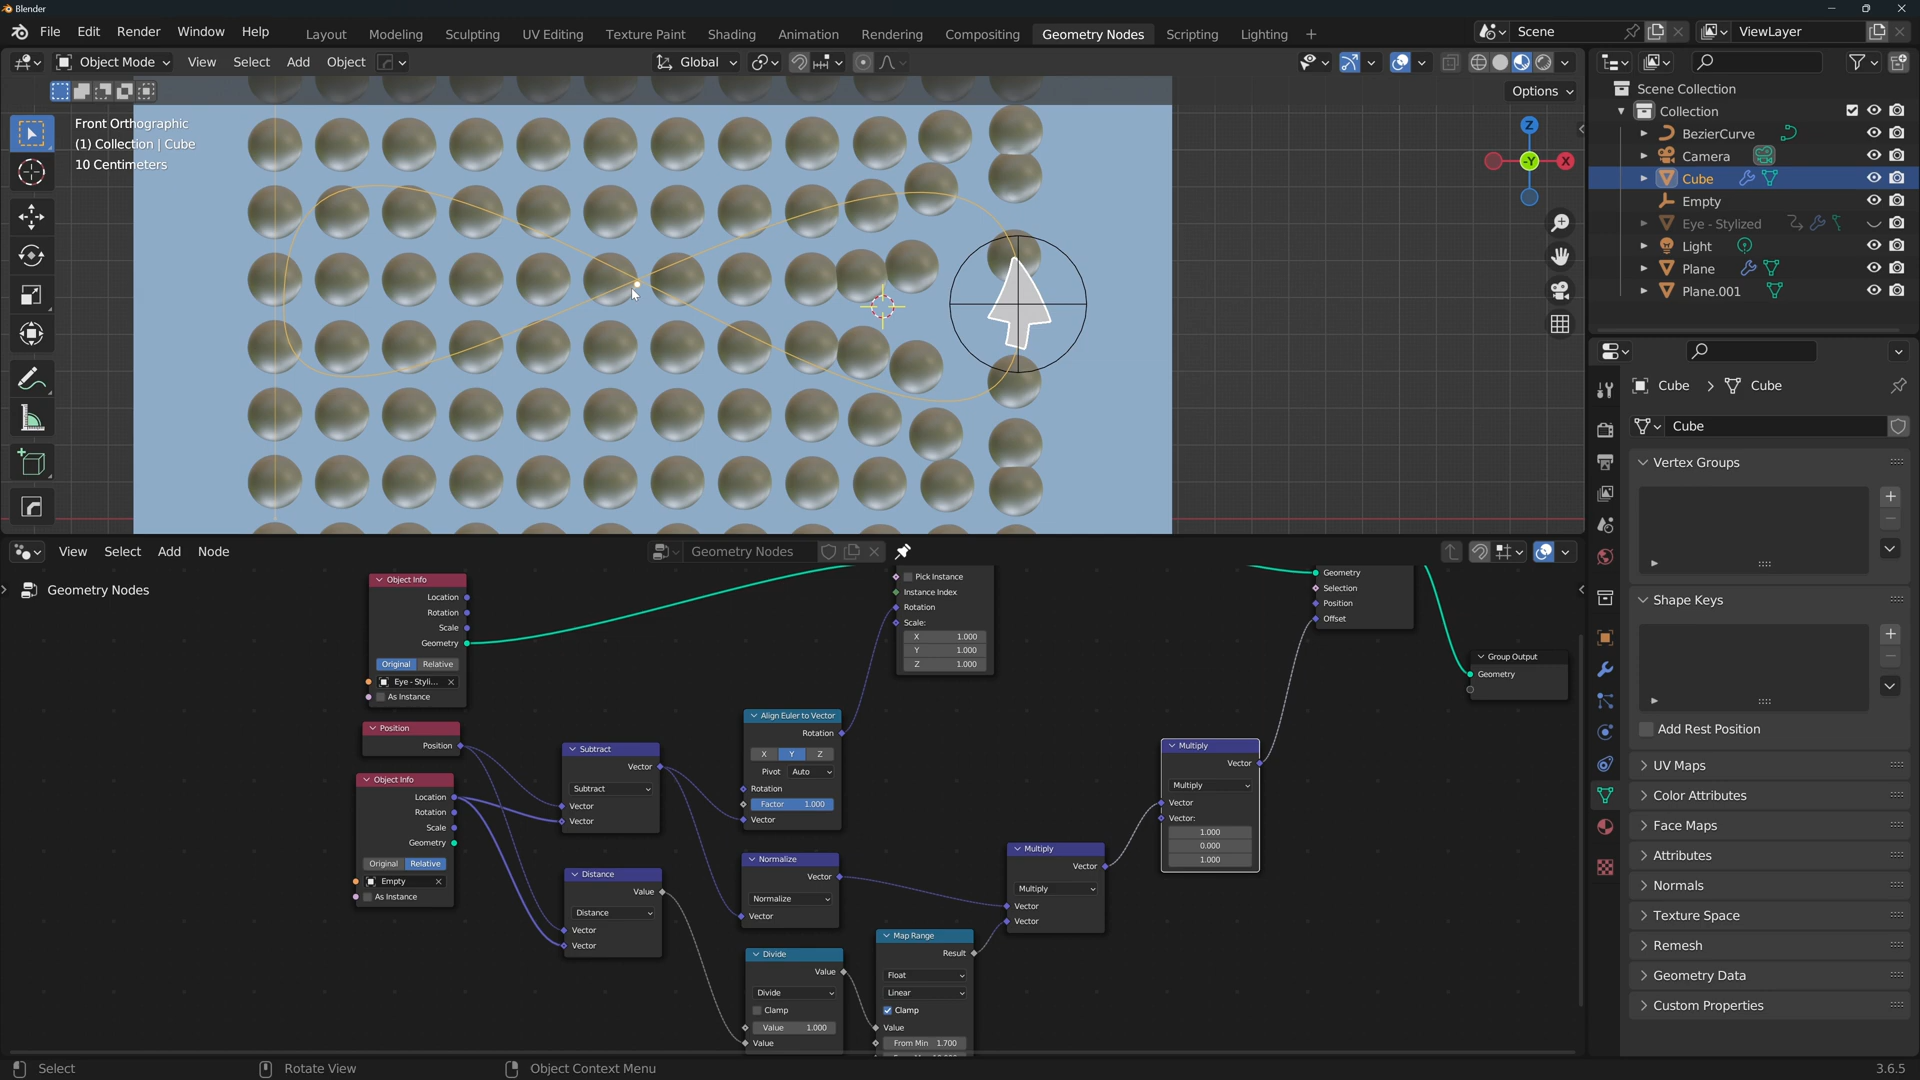 Blender
File Edit Render Window Help
Layout Modeling Sculpting UV Editing Texture Paint Shading Animation Rendering Compositing Geometry Nodes Scripting Lighting
Scene
ViewLayer
Object Mode View Select Add Object
Global
Options
Front Orthographic
(1) Collection | Cube
10 Centimeters
Z
-Y
X
Scene Collection
Collection
BezierCurve
Camera
Cube
Empty
Eye - Stylized
Light
Plane
Plane.001
Cube > Cube
Cube
Vertex Groups
Shape Keys
Add Rest Position
UV Maps
Color Attributes
Face Maps
Attributes
Normals
Texture Space
Remesh
Geometry Data
Custom Properties
View Select Add Node
Geometry Nodes
Geometry Nodes
Object Info
Location
Rotation
Scale
Geometry
Original Relative
Eye - Styli...
As Instance
Position
Position
Object Info
Location
Rotation
Scale
Geometry
Original Relative
Empty
As Instance
Subtract
Vector
Subtract
Vector
Vector
Distance
Value
Distance
Vector
Vector
Align Euler to Vector
Rotation
X Y Z
Pivot Auto
Rotation
Factor 1.000
Vector
Normalize
Vector
Normalize
Vector
Divide
Value
Divide
Clamp
Value 1.000
Value
Map Range
Result
Float
Linear
Clamp
Value
From Min 1.700
Pick Instance
Instance Index
Rotation
Scale:
X 1.000
Y 1.000
Z 1.000
Multiply
Vector
Multiply
Vector
Vector
Multiply
Vector
Multiply
Vector
Vector:
1.000
0.000
1.000
Geometry
Selection
Position
Offset
Group Output
Geometry
Select
Rotate View
Object Context Menu
3.6.5